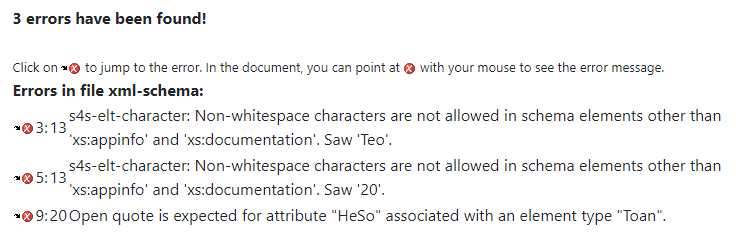 3 errors have been found!
Click on to jump to the error. In the document, you can point at with your mouse to see the error message.
Errors in file xml-schema:
3:13 s4s-elt-character: Non-whitespace characters are not allowed in schema elements other than
'xs:appinfo' and 'xs:documentation'. Saw 'Teo'.
5:13 s4s-elt-character: Non-whitespace characters are not allowed in schema elements other than
'xs:appinfo' and 'xs:documentation'. Saw '20'.
9:20 Open quote is expected for attribute "HeSo" associated with an element type "Toan".